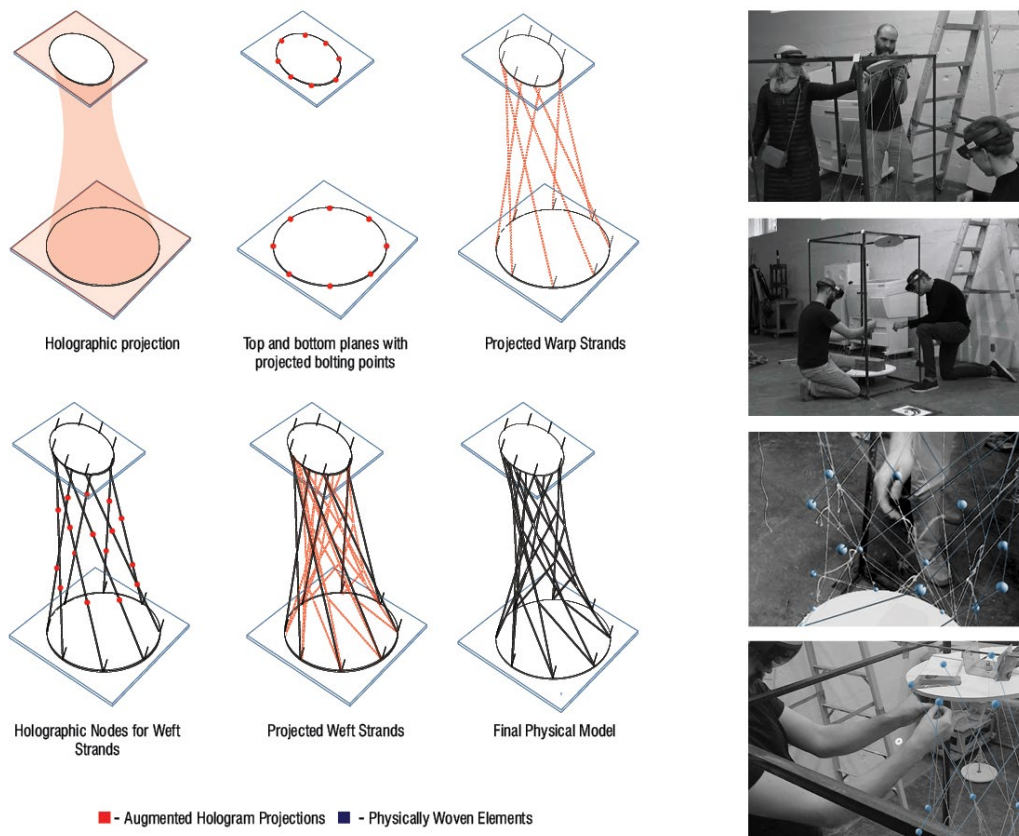 Holographic projection
Top and bottom planes with
projected bolting points
Projected Warp Strands
Holographic Nodes for Weft
Strands
Projected Weft Strands
Final Physical Model
- Augmented Hologram Projections - Physically Woven Elements